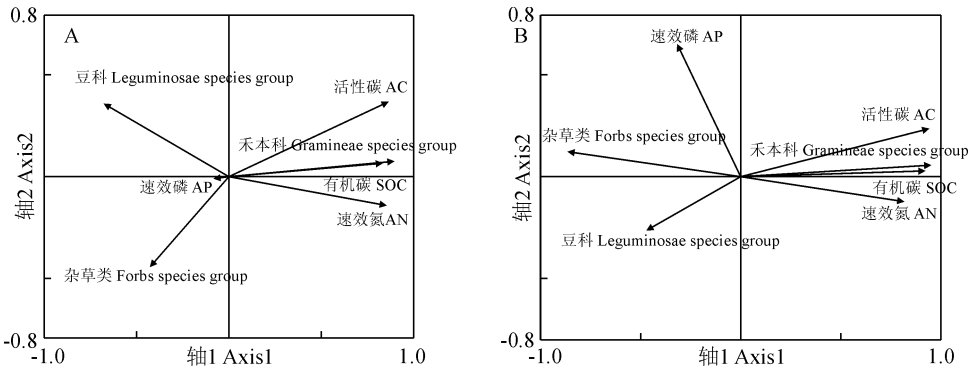 0.8
A
豆科 Leguminosae species group
活性碳 AC
禾本科 Gramineae species group
速效磷 AP
有机碳 SOC
速效氮AN
杂草类 Forbs species group
轴2 Axis2
-0.8
-1.0
轴1 Axis1
1.0
0.8
B
速效磷 AP
活性碳 AC
杂草类 Forbs species group
禾本科 Gramineae species group
有机碳 SOC
速效氮 AN
豆科 Leguminosae species group
轴2 Axis2
-0.8
-1.0
轴1 Axis1
1.0